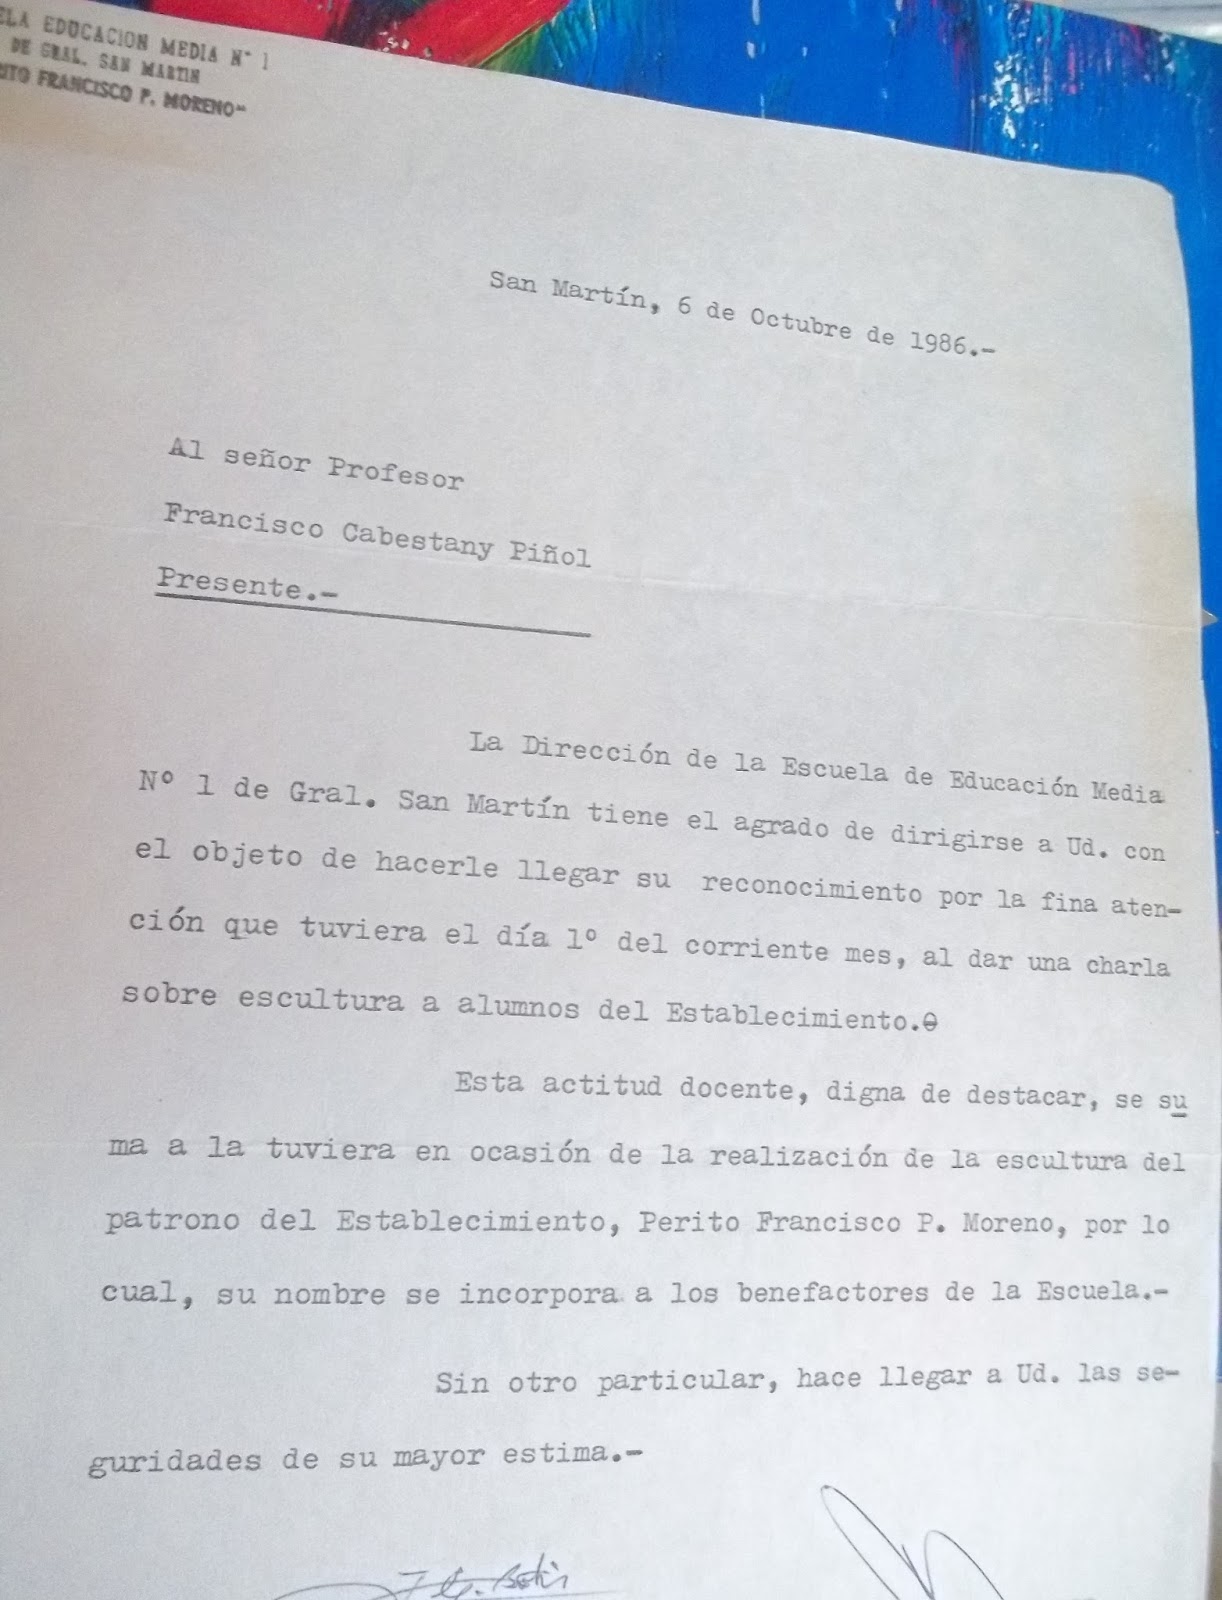 ELA EDUCACION MEDIA N° 1
DE GRAL. SAN MARTIN
ITO FRANCISCO P. MORENO-
San Martín, 6 de Octubre de 1986.-
Al señor Profesor
Francisco Cabestany Piñol
Presente.-
La Dirección de la Escuela de Educación Media
Nº 1 de Gral. San Martín tiene el agrado de dirigirse a Ud. con
el objeto de hacerle llegar su reconocimiento por la fina aten-
ción que tuviera el día 1º del corriente mes, al dar una charla
sobre escultura a alumnos del Establecimiento.
Esta actitud docente, digna de destacar, se su
ma a la tuviera en ocasión de la realización de la escultura del
patrono del Establecimiento, Perito Francisco P. Moreno, por lo
cual, su nombre se incorpora a los benefactores de la Escuela.-
Sin otro particular, hace llegar a Ud. las se-
guridades de su mayor estima.-